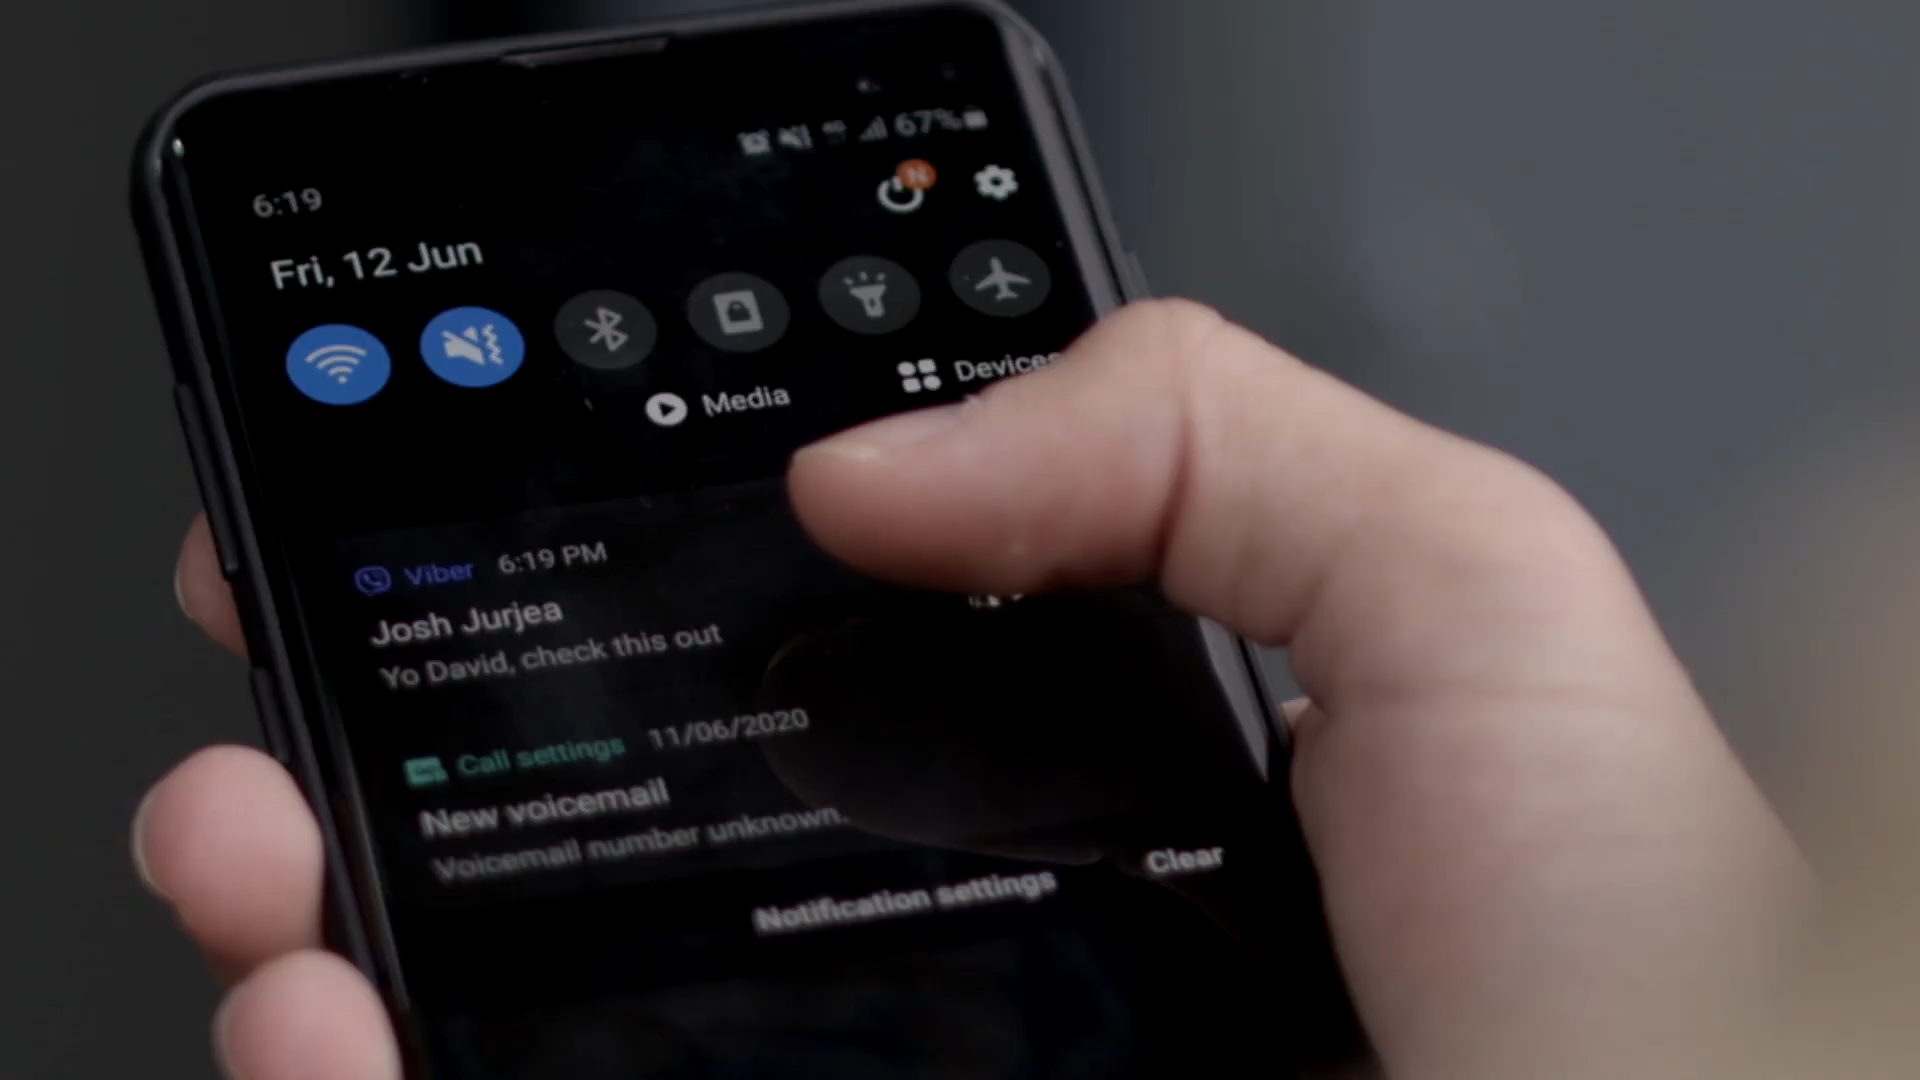 67%
6:19
N
Fri, 12 Jun
Media
Devices
Viber 6:19 PM
Josh Jurjea
Yo David, check this out
Call settings 11/06/2020
New voicemail
Voicemail number unknown.
Notification settings
Clear